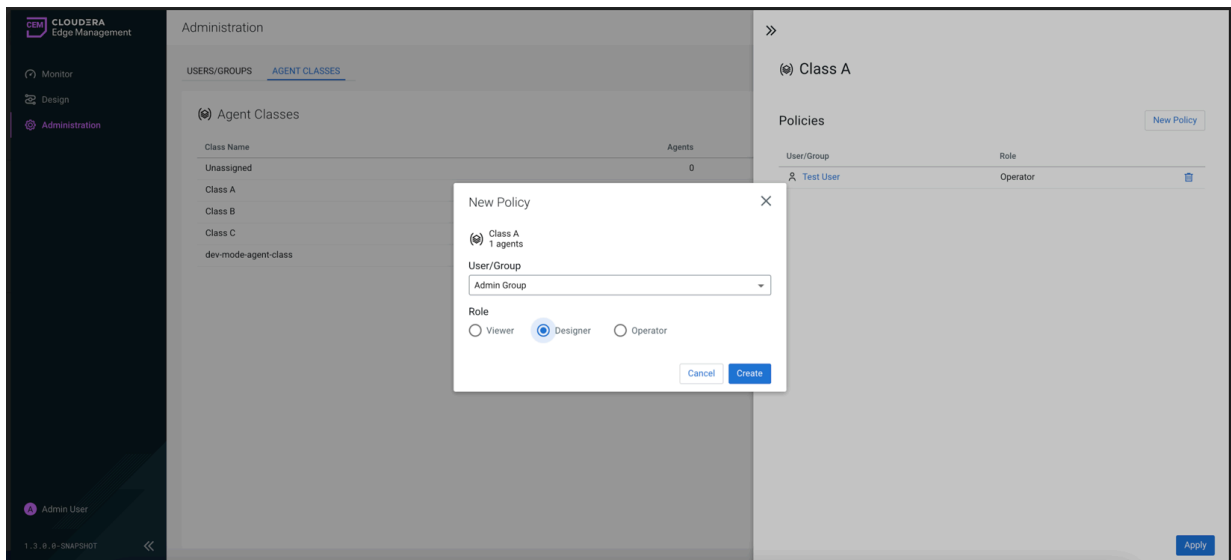 CEM
CLOUDERA
Edge Management
Monitor
Design
Administration
A Admin User
1.3.0.0-SNAPSHOT
Administration
USERS/GROUPS AGENT CLASSES
Agent Classes
Class Name Agents
Unassigned 0
Class A
Class B
Class C
dev-mode-agent-class
New Policy
Class A
1 agents
User/Group
Admin Group
Role
Viewer Designer Operator
Cancel Create
Class A
Policies New Policy
User/Group Role
Test User Operator
Apply